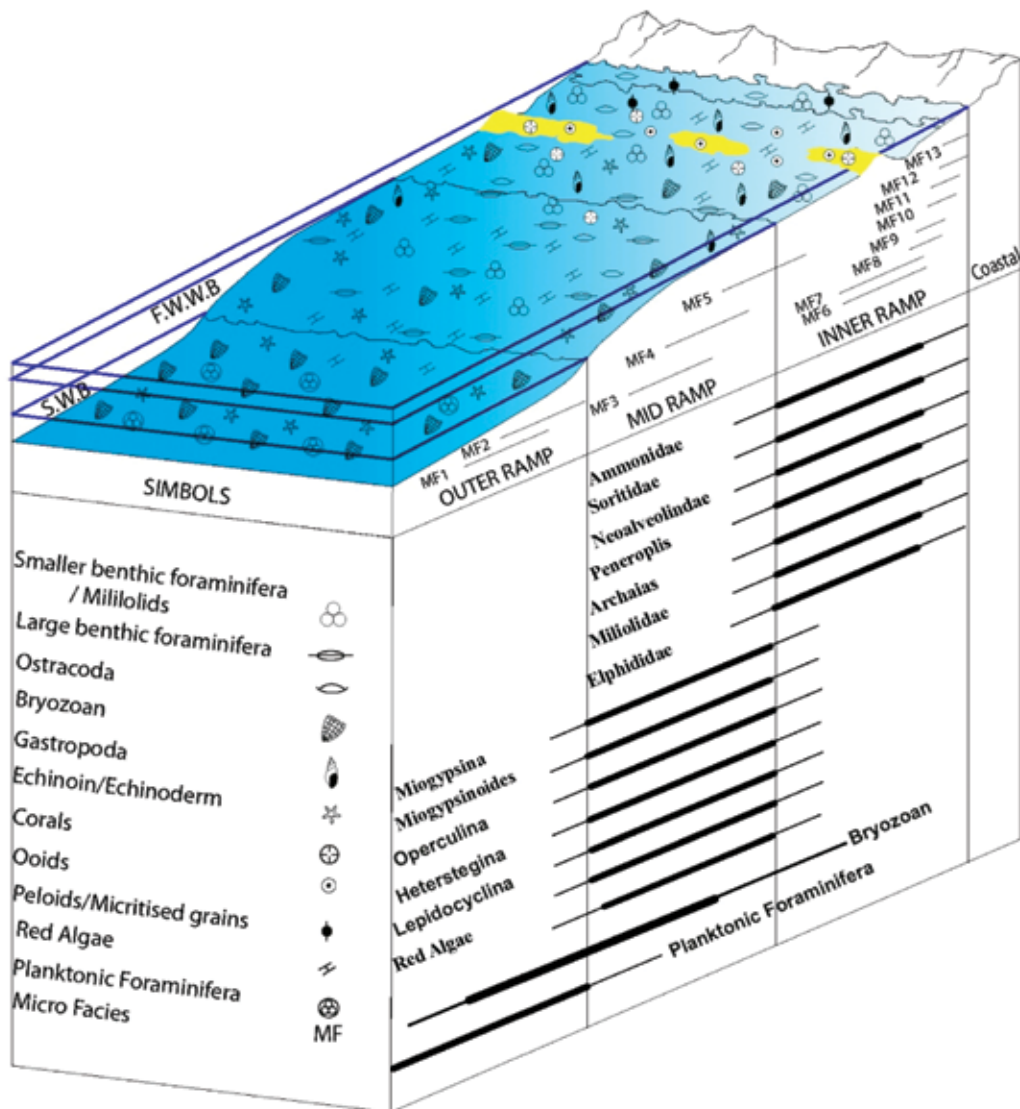 F.W.W.B
S.W.B
MF13
MF12
MF11
MF10
MF9
MF8
MF7
MF6
MF5
MF4
MF3
MF2
MF1
Coastal
INNER RAMP
MID RAMP
OUTER RAMP
SIMBOLS
Smaller benthic foraminifera
/ Mililolids
Large benthic foraminifera
Ostracoda
Bryozoan
Gastropoda
Echinoin/Echinoderm
Corals
Ooids
Peloids/Micritised grains
Red Algae
Planktonic Foraminifera
Micro Facies
MF
Ammonidae
Soritidae
Neoalveolindae
Peneroplis
Archaias
Miliolidae
Elphididae
Miogypsina
Miogypsinoides
Operculina
Heterstegina
Lepidocyclina
Red Algae
Bryozoan
Planktonic Foraminifera